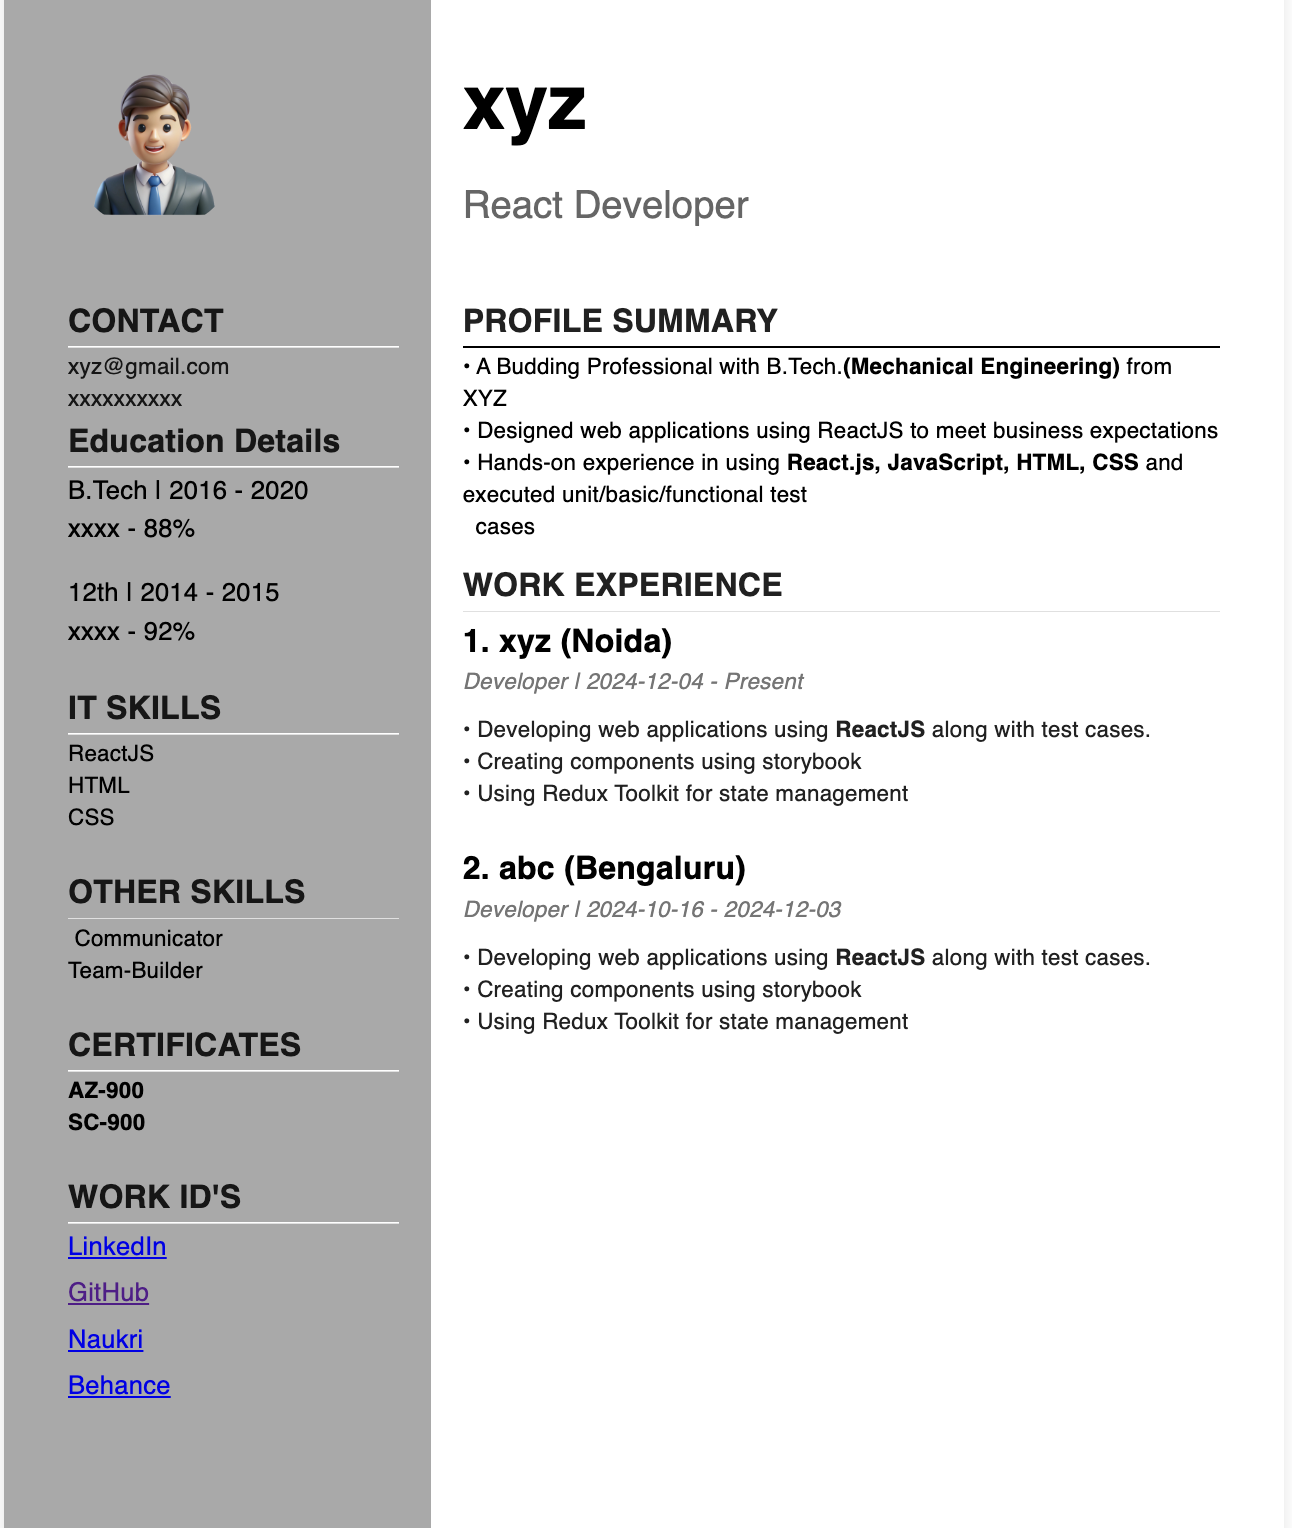 xyz
React Developer
CONTACT
xyz@gmail.com
xxxxxxxxxx
Education Details
B.Tech | 2016 - 2020
xxxx - 88%
12th | 2014 - 2015
xxxx - 92%
IT SKILLS
ReactJS
HTML
CSS
OTHER SKILLS
Communicator
Team-Builder
CERTIFICATES
AZ-900
SC-900
WORK ID'S
LinkedIn
GitHub
Naukri
Behance
PROFILE SUMMARY
• A Budding Professional with B.Tech.(Mechanical Engineering) from
XYZ
• Designed web applications using ReactJS to meet business expectations
• Hands-on experience in using React.js, JavaScript, HTML, CSS and
executed unit/basic/functional test
cases
WORK EXPERIENCE
1. xyz (Noida)
Developer | 2024-12-04 - Present
• Developing web applications using ReactJS along with test cases.
• Creating components using storybook
• Using Redux Toolkit for state management
2. abc (Bengaluru)
Developer | 2024-10-16 - 2024-12-03
• Developing web applications using ReactJS along with test cases.
• Creating components using storybook
• Using Redux Toolkit for state management